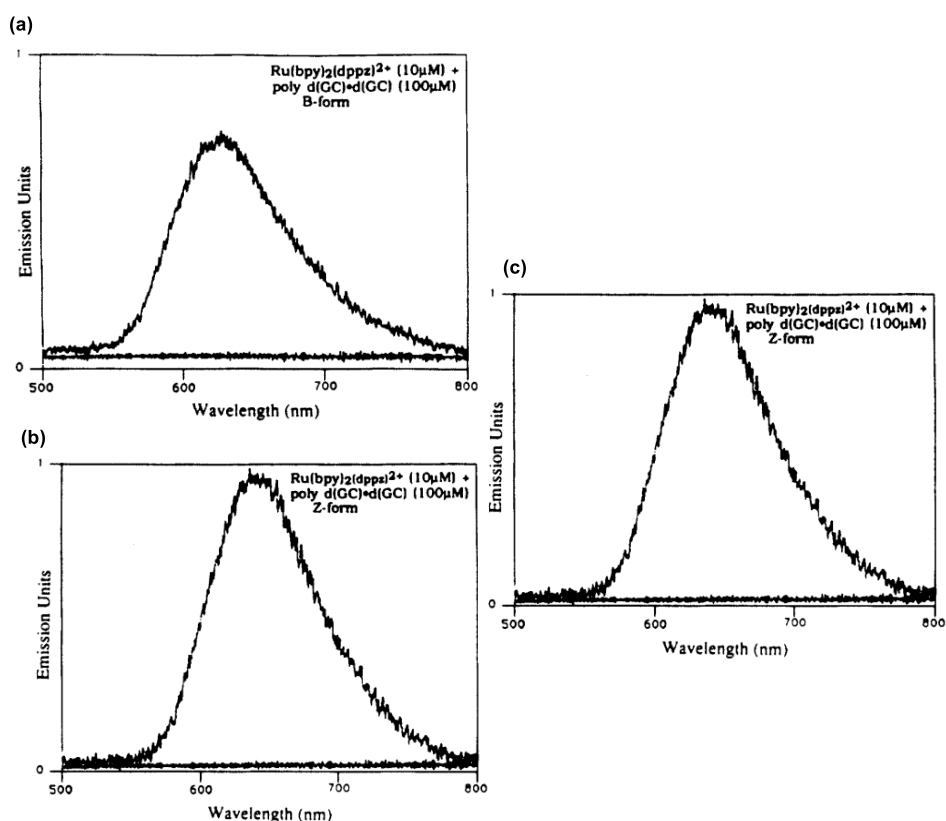 (a)
1
Ru(bpy)₂(dppz)²⁺ (10µM) +
poly d(GC)•d(GC) (100µM)
B-form
Emission Units
0
500 600 700 800
Wavelength (nm)
(b)
1
Ru(bpy)₂(dppz)²⁺ (10µM) +
poly d(GC)•d(GC) (100µM)
Z-form
Emission Units
0
500 600 700 800
Wavelength (nm)
(c)
1
Ru(bpy)₂(dppz)²⁺ (10µM) +
poly d(GC)•d(GC) (100µM)
Z-form
Emission Units
0
500 600 700 800
Wavelength (nm)